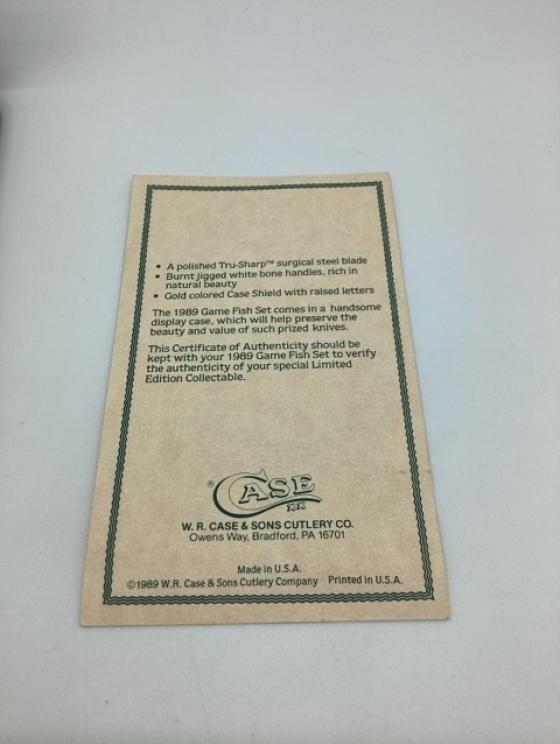 • A polished Tru-Sharp™ surgical steel blade
• Burnt jigged white bone handles, rich in
natural beauty
• Gold colored Case Shield with raised letters
The 1989 Game Fish Set comes in a handsome
display case, which will help preserve the
beauty and value of such prized knives.
This Certificate of Authenticity should be
kept with your 1989 Game Fish Set to verify
the authenticity of your special Limited
Edition Collectable.
® CASE
XX
W. R. CASE & SONS CUTLERY CO.
Owens Way, Bradford, PA 16701
Made in U.S.A.
©1989 W.R. Case & Sons Cutlery Company Printed in U.S.A.